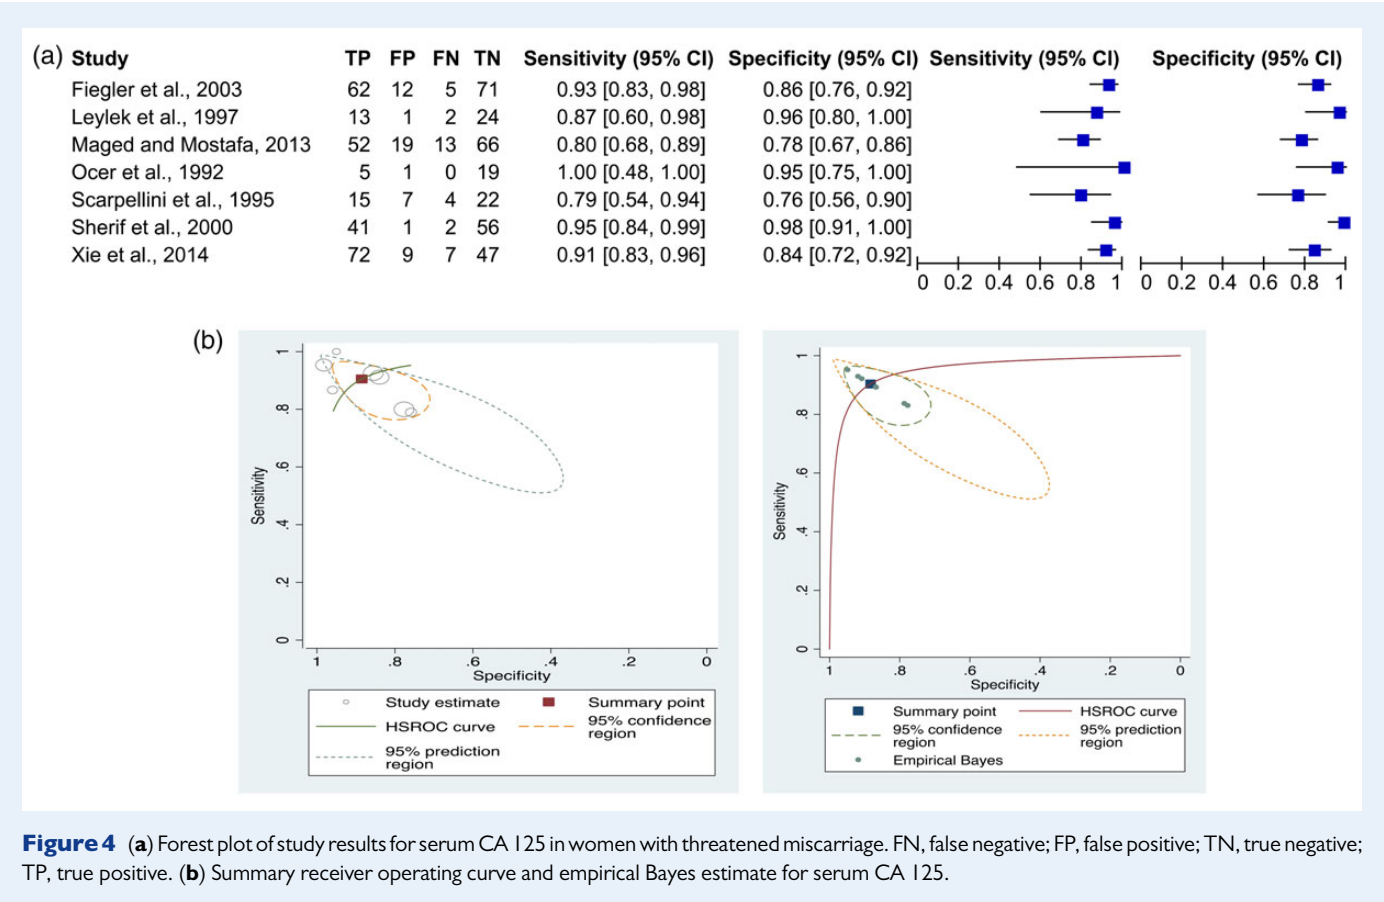 (a) Study TP FP FN TN Sensitivity (95% CI) Specificity (95% CI) Sensitivity (95% CI) Specificity (95% CI)
Fiegler et al., 2003 62 12 5 71 0.93 [0.83, 0.98] 0.86 [0.76, 0.92]
Leylek et al., 1997 13 1 2 24 0.87 [0.60, 0.98] 0.96 [0.80, 1.00]
Maged and Mostafa, 2013 52 19 13 66 0.80 [0.68, 0.89] 0.78 [0.67, 0.86]
Ocer et al., 1992 5 1 0 19 1.00 [0.48, 1.00] 0.95 [0.75, 1.00]
Scarpellini et al., 1995 15 7 4 22 0.79 [0.54, 0.94] 0.76 [0.56, 0.90]
Sherif et al., 2000 41 1 2 56 0.95 [0.84, 0.99] 0.98 [0.91, 1.00]
Xie et al., 2014 72 9 7 47 0.91 [0.83, 0.96] 0.84 [0.72, 0.92]
0 0.2 0.4 0.6 0.8 1 0 0.2 0.4 0.6 0.8 1
(b)
1
.8
.6
.4
.2
0
Sensitivity
1 .8 .6 .4 .2 0
Specificity
Study estimate Summary point
HSROC curve 95% confidence
region
95% prediction
region
1
.8
.6
.4
.2
0
Sensitivity
1 .8 .6 .4 .2 0
Specificity
Summary point HSROC curve
95% confidence 95% prediction
region region
Empirical Bayes
Figure 4 (a) Forest plot of study results for serum CA 125 in women with threatened miscarriage. FN, false negative; FP, false positive; TN, true negative;
TP, true positive. (b) Summary receiver operating curve and empirical Bayes estimate for serum CA 125.